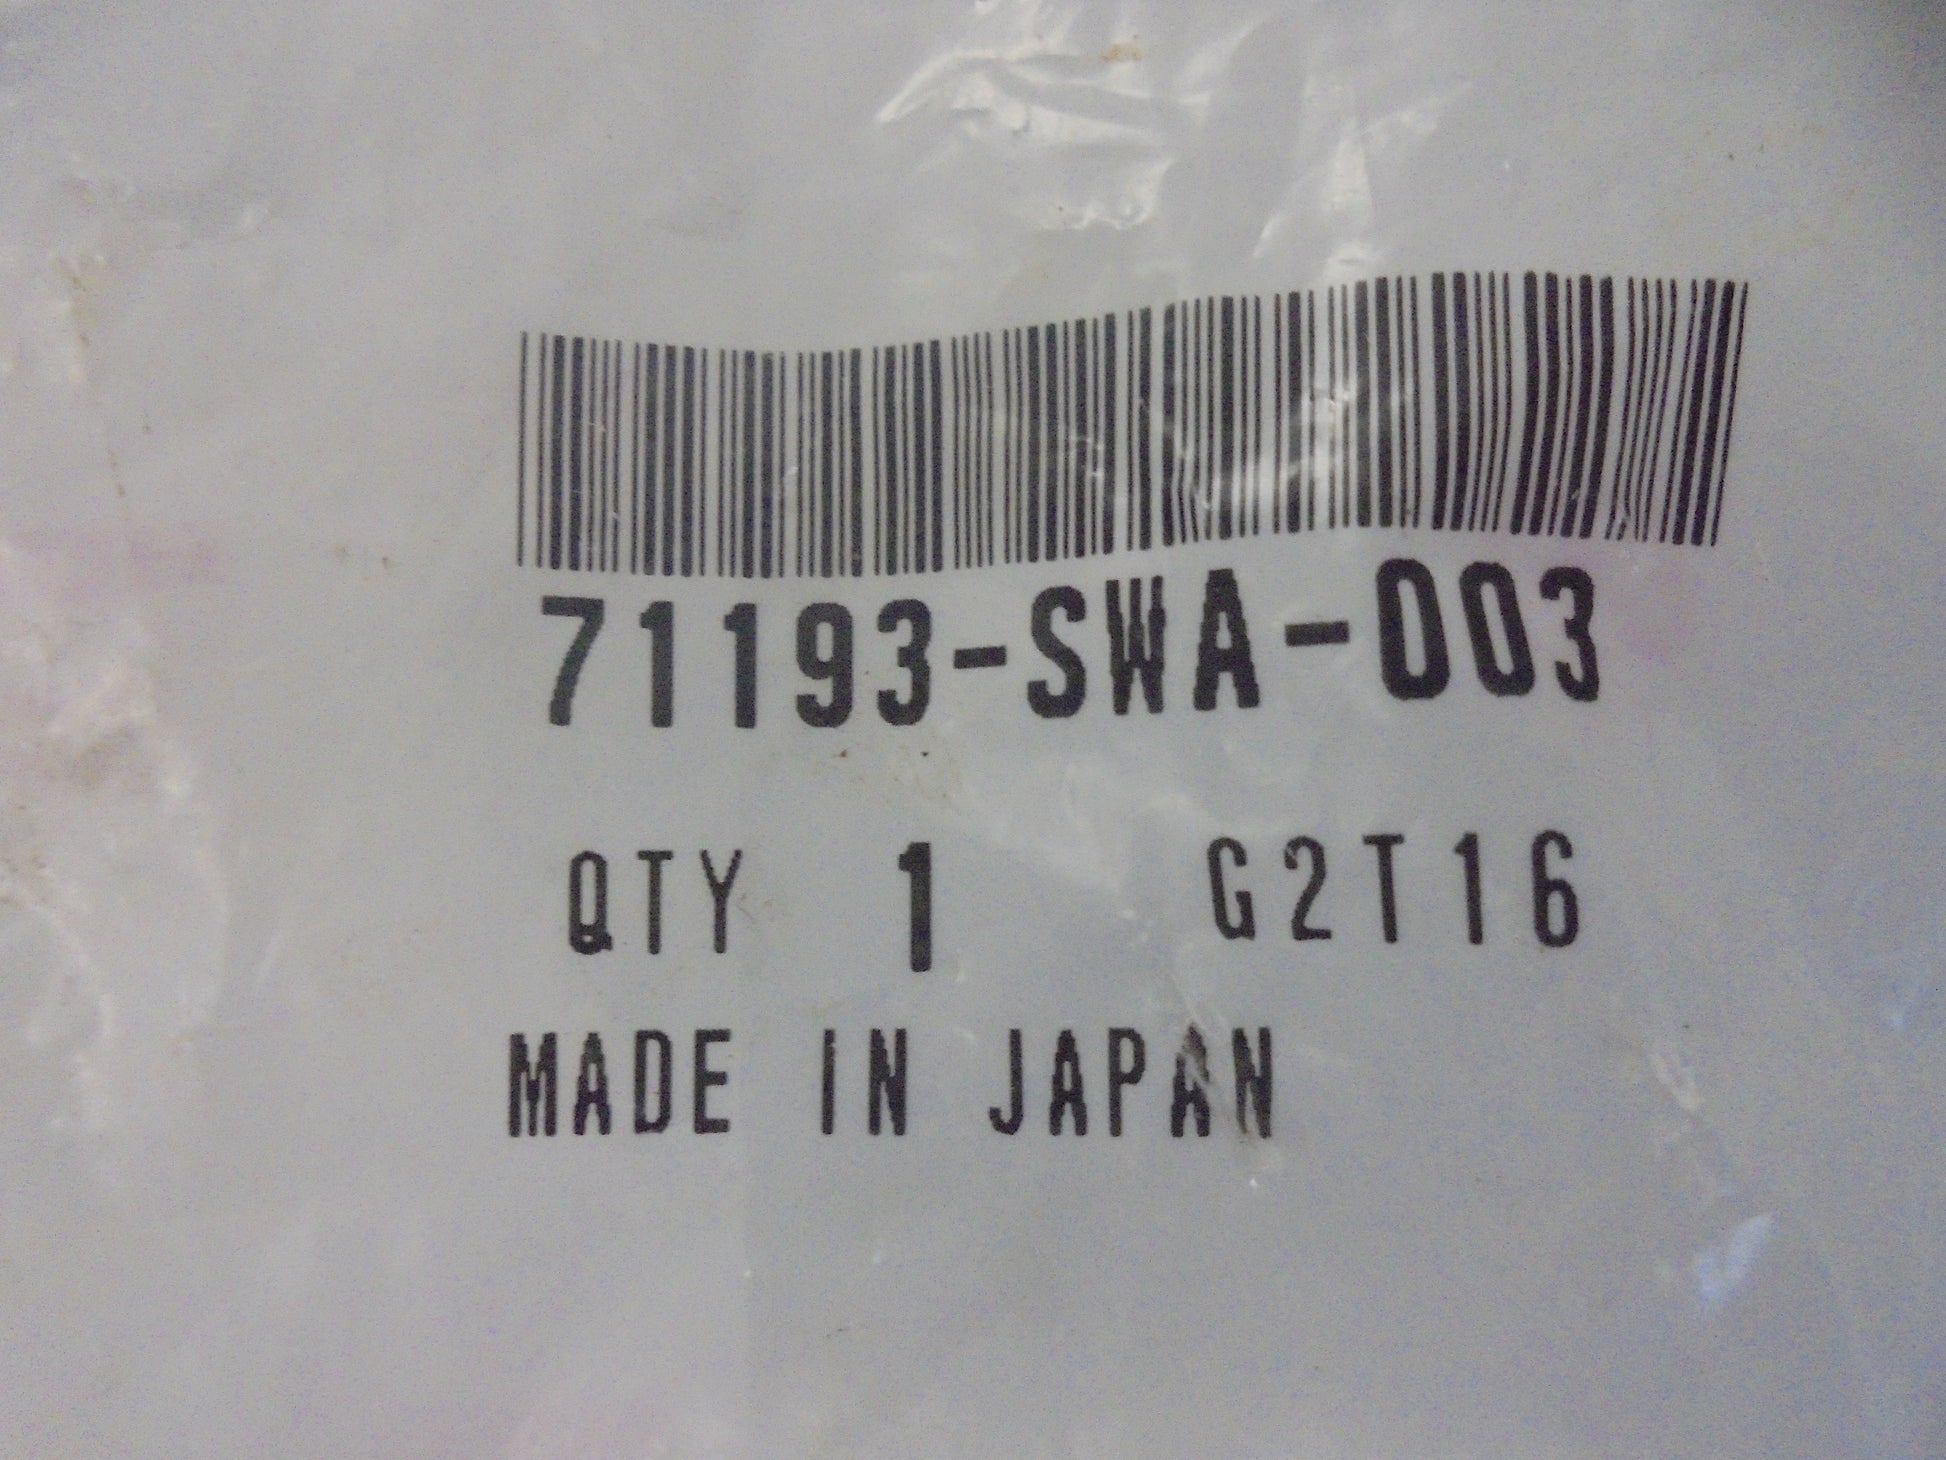 71193-SWA-003
QTY 1 G2T16
MADE IN JAPAN